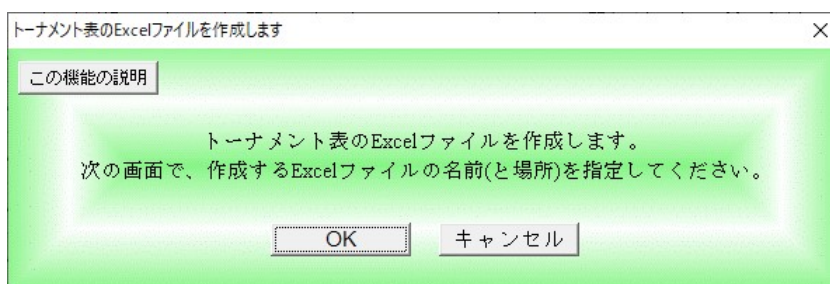 トーナメント表のExcelファイルを作成します
この機能の説明
トーナメント表のExcelファイルを作成します。
次の画面で、作成するExcelファイルの名前(と場所)を指定してください。
OK
キャンセル